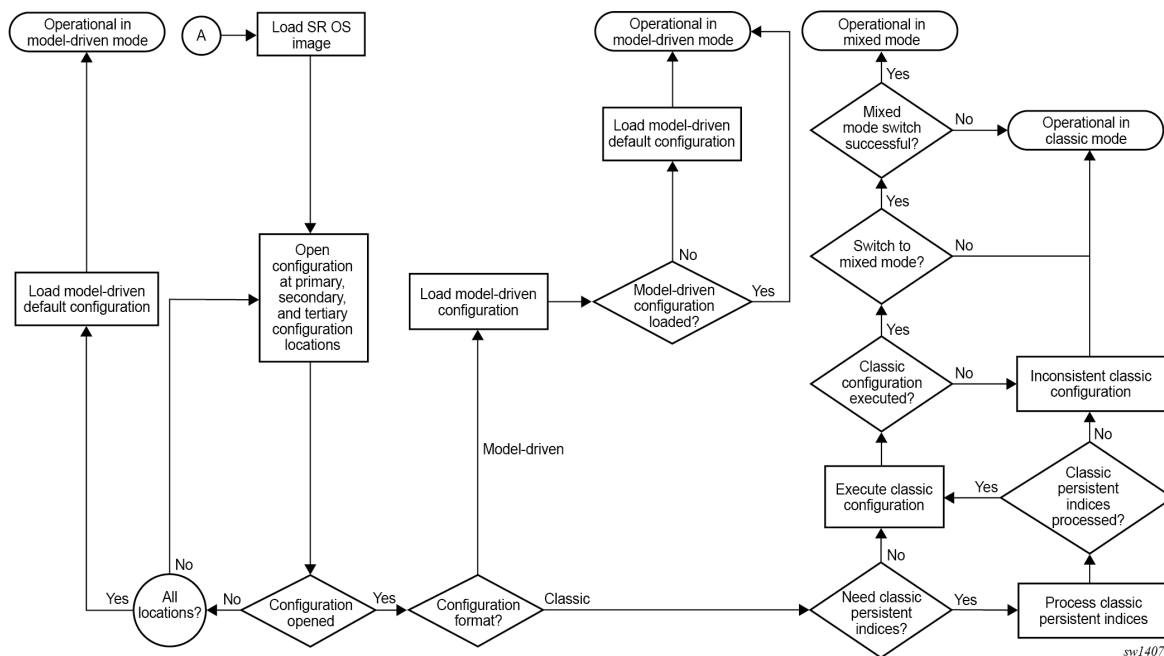 Operational in
model-driven mode
A
Load SR OS
image
Operational in
model-driven mode
Operational in
mixed mode
Yes
Mixed
mode switch
successful?
No
Operational in
classic mode
Load model-driven
default configuration
Yes
Switch to
mixed mode?
No
Open
configuration
at primary,
secondary,
and tertiary
configuration
locations
Load model-driven
default configuration
Load model-driven
configuration
No
Model-driven
configuration
loaded?
Yes
Yes
Classic
configuration
executed?
No
Inconsistent classic
configuration
Model-driven
No
Execute classic
configuration
Yes
Classic
persistent
indices
processed?
No
No
Yes
All
locations?
No
Configuration
opened
Yes
Configuration
format?
Classic
Need classic
persistent
indices?
Yes
Process classic
persistent indices
sw1407